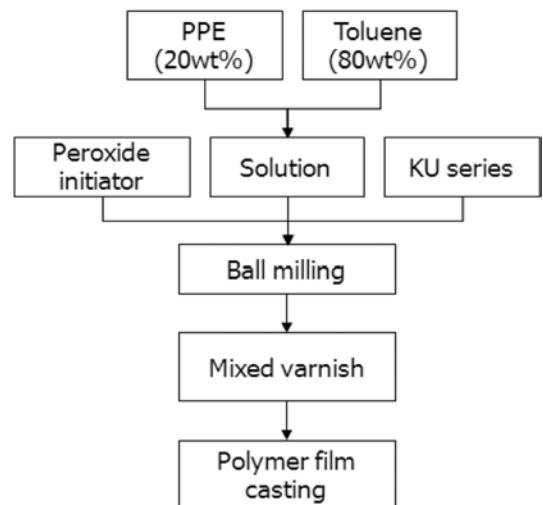 PPE
(20wt%)
Toluene
(80wt%)
Peroxide
initiator
Solution
KU series
Ball milling
Mixed varnish
Polymer film
casting